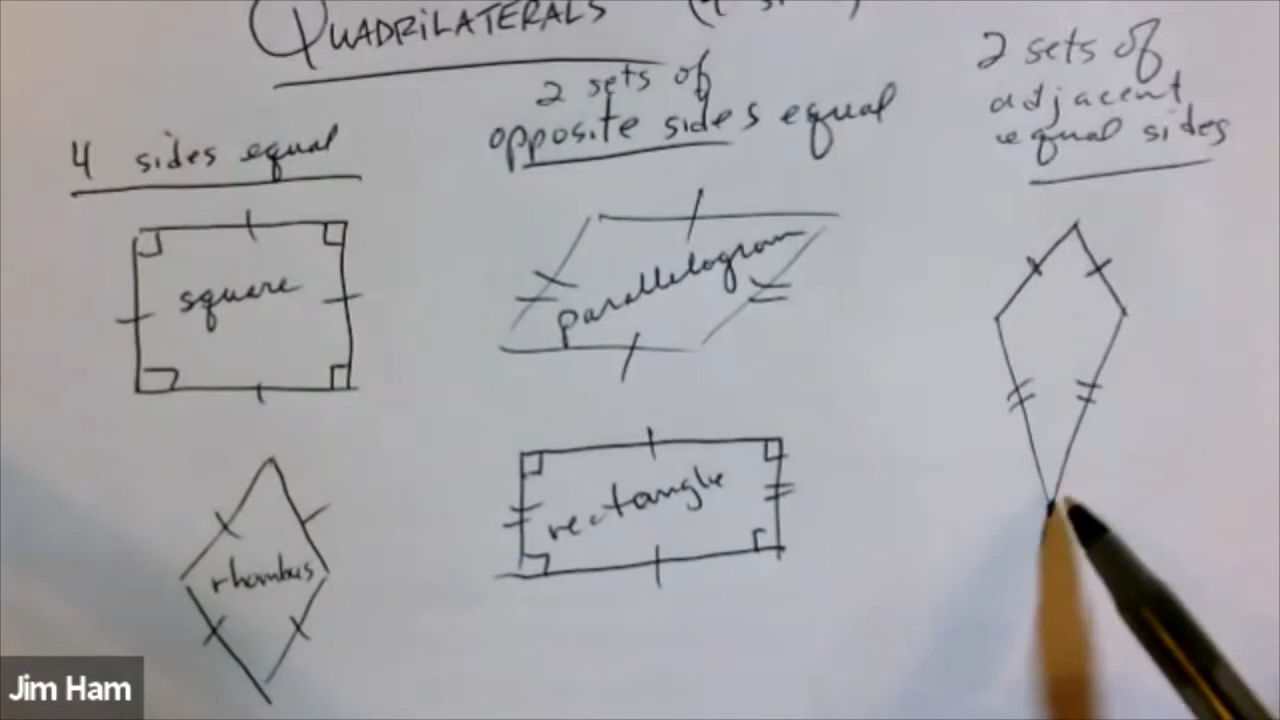 QUADRILATERALS
4 sides equal
2 sets of
opposite sides equal
2 sets of
adjacent
equal sides
square
parallelogram
rhombus
rectangle
Jim Ham